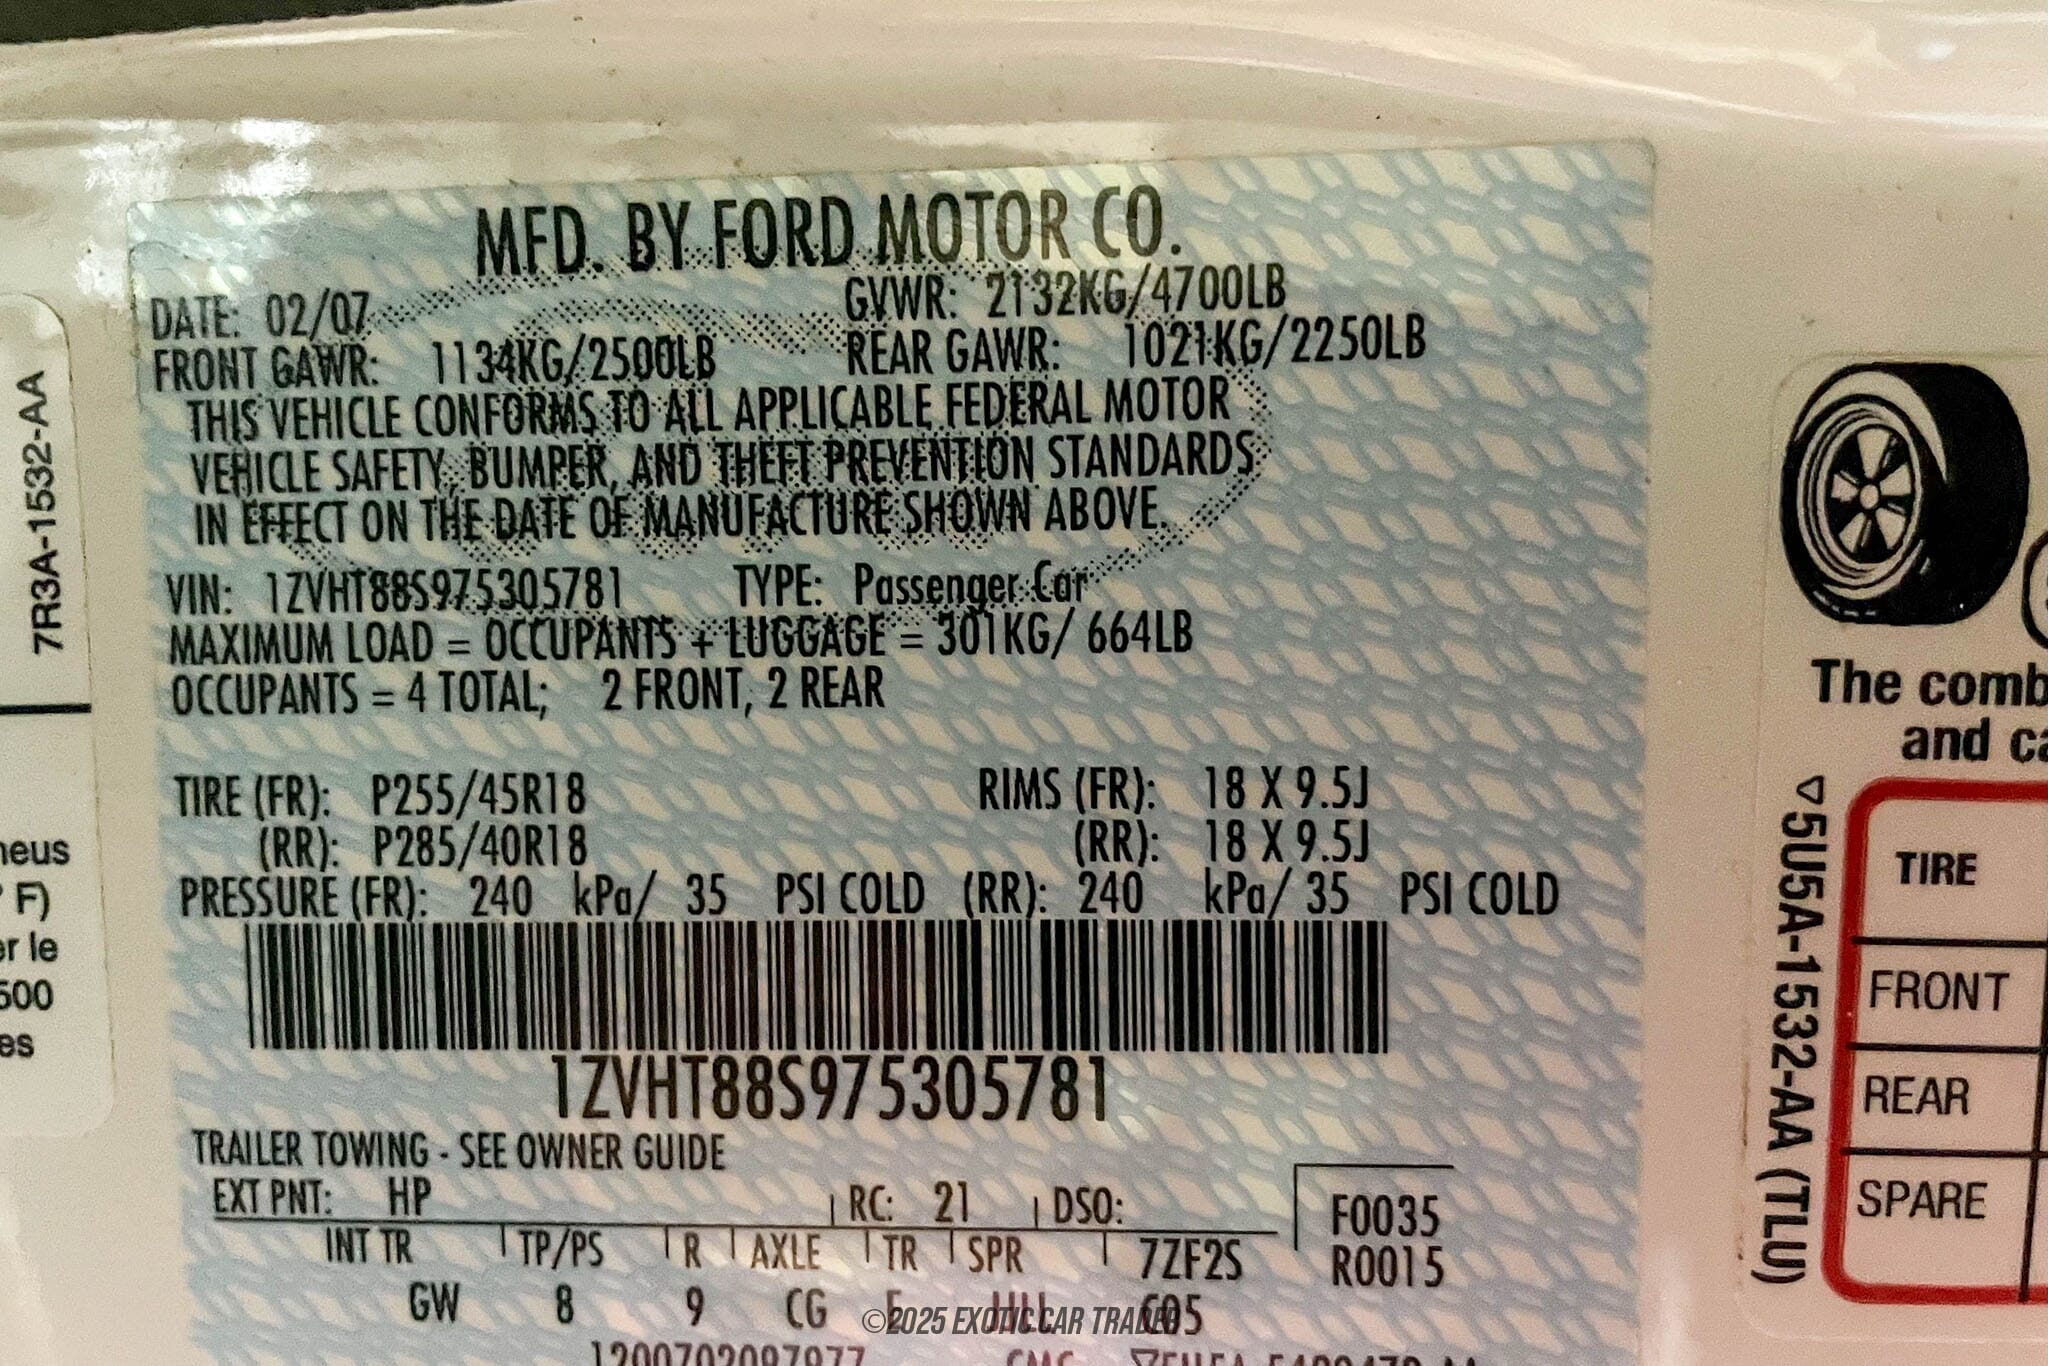 MFD. BY FORD MOTOR CO.
DATE: 02/07 GVWR: 2132KG/4700LB
FRONT GAWR: 1134KG/2500LB REAR GAWR: 1021KG/2250LB
THIS VEHICLE CONFORMS TO ALL APPLICABLE FEDERAL MOTOR
VEHICLE SAFETY, BUMPER, AND THEFT PREVENTION STANDARDS
IN EFFECT ON THE DATE OF MANUFACTURE SHOWN ABOVE.
VIN: 1ZVHT88S975305781 TYPE: Passenger Car
MAXIMUM LOAD = OCCUPANTS + LUGGAGE = 301KG/ 664LB
OCCUPANTS = 4 TOTAL; 2 FRONT, 2 REAR
TIRE (FR): P255/45R18 RIMS (FR): 18 X 9.5J
(RR): P285/40R18 (RR): 18 X 9.5J
PRESSURE (FR): 240 kPa/ 35 PSI COLD (RR): 240 kPa/ 35 PSI COLD
1ZVHT88S975305781
TRAILER TOWING - SEE OWNER GUIDE
EXT PNT: HP RC: 21 DSO: F0035
INT TR TP/PS R AXLE TR SPR 7ZF2S R0015
GW 8 9 CG
©2025 EXOTIC CAR TRADER
7R3A-1532-AA
F)
er le
500
es
The
and
▽5U5A-1532-AA (TLU)
TIRE
FRONT
REAR
SPARE